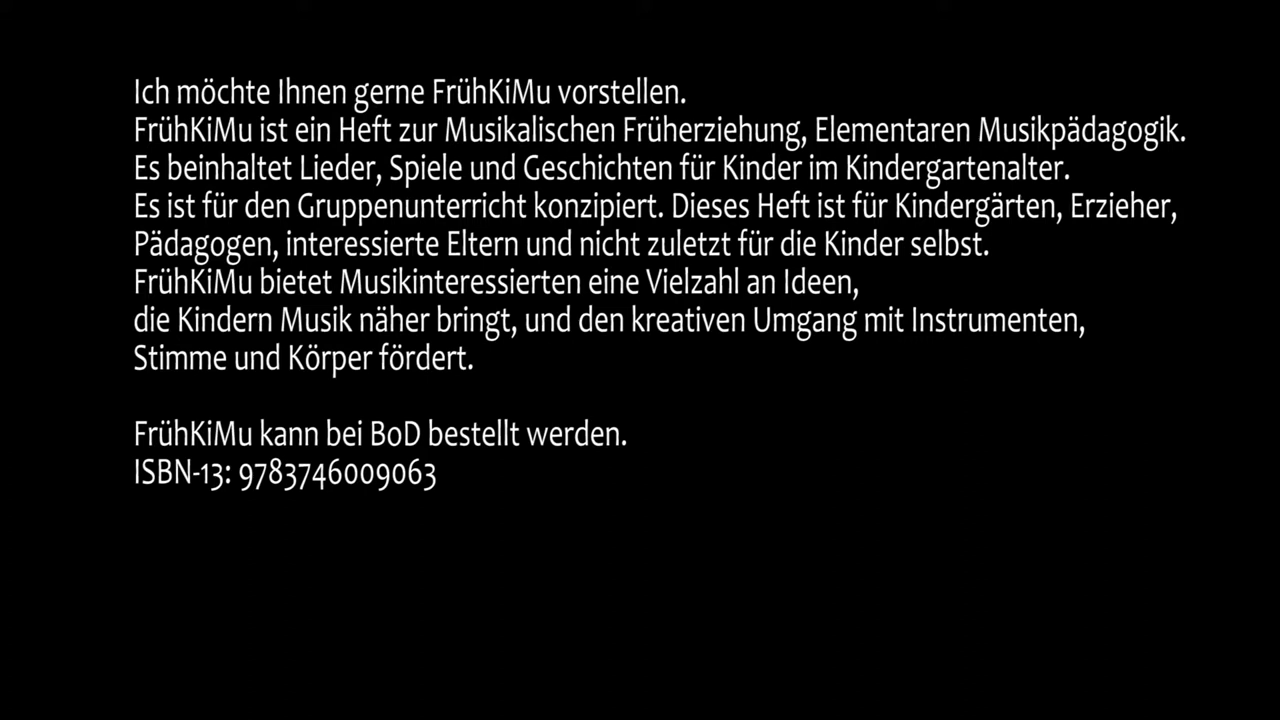 Ich möchte Ihnen gerne FrühKiMu vorstellen.
FrühKiMu ist ein Heft zur Musikalischen Früherziehung, Elementaren Musikpädagogik.
Es beinhaltet Lieder, Spiele und Geschichten für Kinder im Kindergartenalter.
Es ist für den Gruppenunterricht konzipiert. Dieses Heft ist für Kindergärten, Erzieher,
Pädagogen, interessierte Eltern und nicht zuletzt für die Kinder selbst.
FrühKiMu bietet Musikinteressierten eine Vielzahl an Ideen,
die Kindern Musik näher bringt, und den kreativen Umgang mit Instrumenten,
Stimme und Körper fördert.
FrühKiMu kann bei BoD bestellt werden.
ISBN-13: 9783746009063